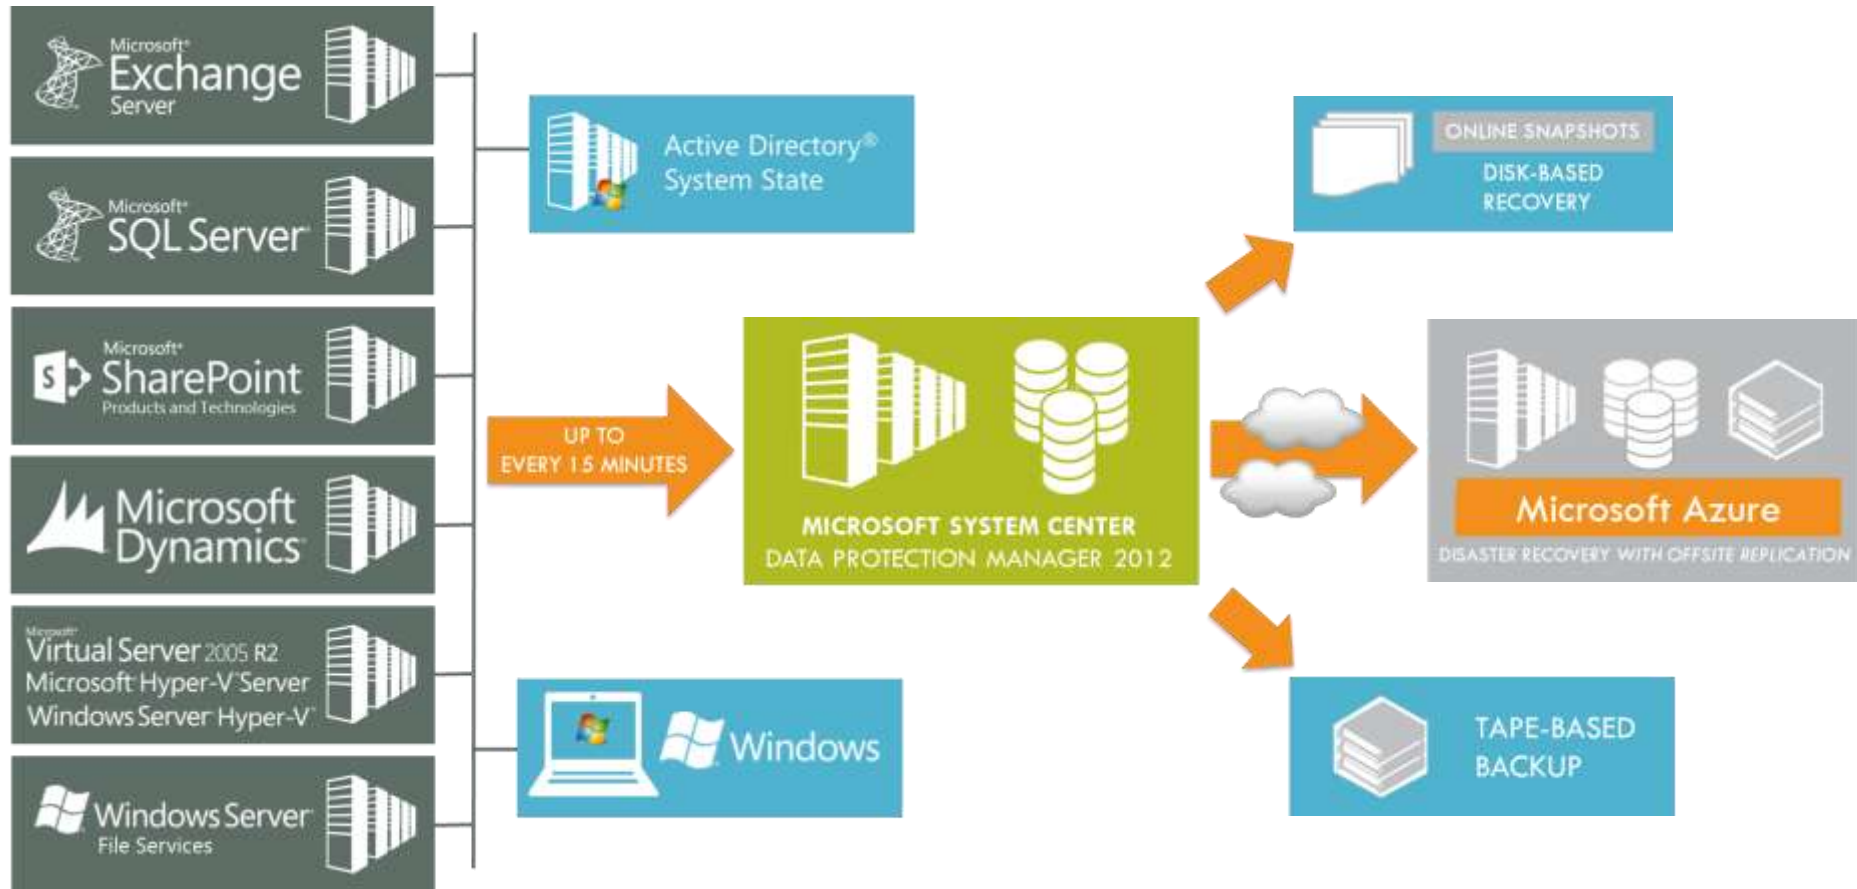 Microsoft®
Exchange
Server
Microsoft®
SQL Server
Microsoft®
SharePoint
Products and Technologies
Microsoft
Dynamics
Microsoft®
Virtual Server 2005 R2
Microsoft Hyper-V Server
Windows Server Hyper-V
Windows Server
File Services
Active Directory®
System State
UP TO
EVERY 15 MINUTES
Windows
MICROSOFT SYSTEM CENTER
DATA PROTECTION MANAGER 2012
ONLINE SNAPSHOTS
DISK-BASED
RECOVERY
Microsoft Azure
DISASTER RECOVERY WITH OFFSITE REPLICATION
TAPE-BASED
BACKUP